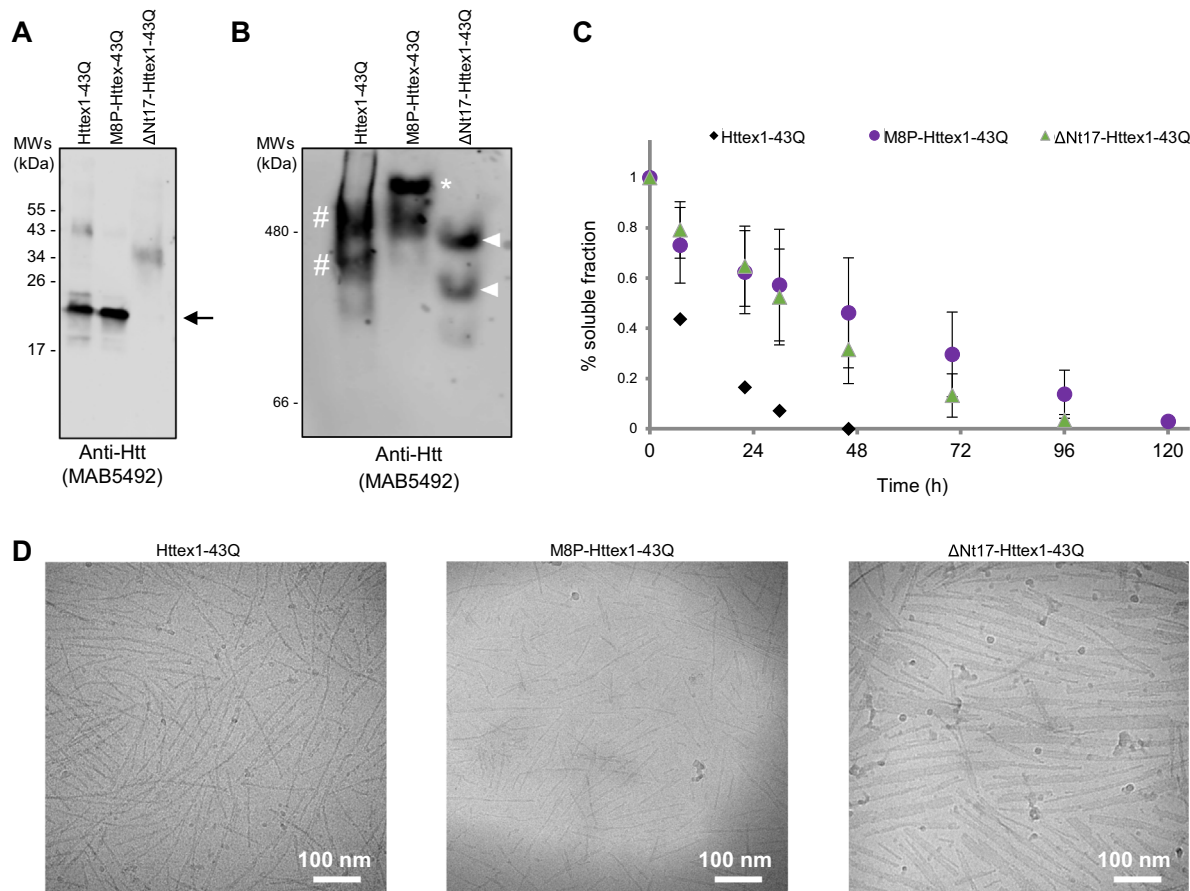 A
Httex1-43Q
M8P-Httex-43Q
ΔNt17-Httex1-43Q
MWs
(kDa)
55 -
43 -
34 -
26 -
17 -
Anti-Htt
(MAB5492)
B
Httex1-43Q
M8P-Httex-43Q
ΔNt17-Httex1-43Q
MWs
(kDa)
480 -
66 -
#
#
*
Anti-Htt
(MAB5492)
C
Httex1-43Q
M8P-Httex1-43Q
ΔNt17-Httex1-43Q
% soluble fraction
1
0.8
0.6
0.4
0.2
0
0 24 48 72 96 120
Time (h)
D
Httex1-43Q
M8P-Httex1-43Q
ΔNt17-Httex1-43Q
100 nm
100 nm
100 nm